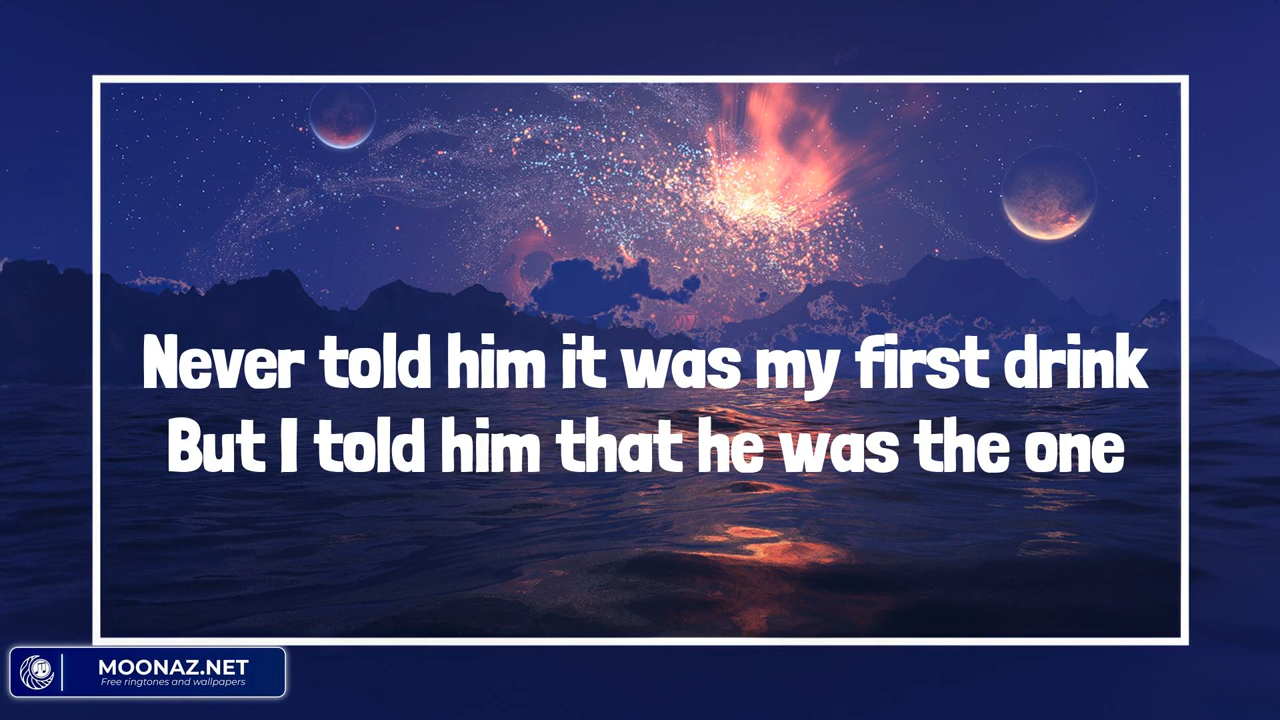 Never told him it was my first drink
But I told him that he was the one
MOONAZ.NET
Free ringtones and wallpapers